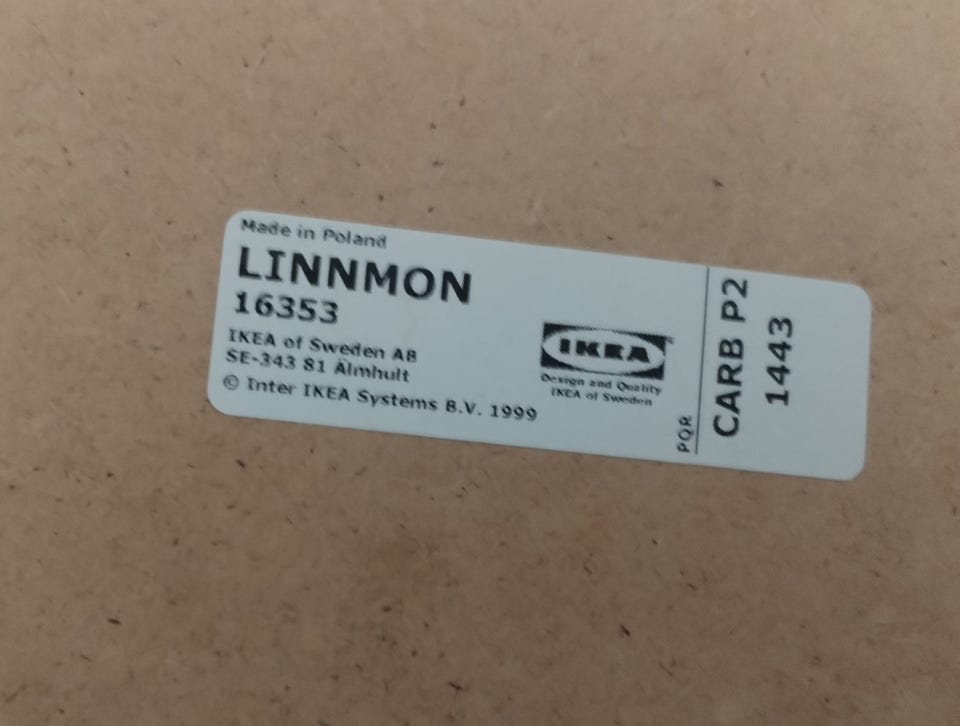 Made in Poland
LINNMON
16353
IKEA of Sweden AB
SE-343 81 Älmhult
© Inter IKEA Systems B.V. 1999
IKEA
Design and Quality
IKEA of Sweden
PQR
CARB P2
1443